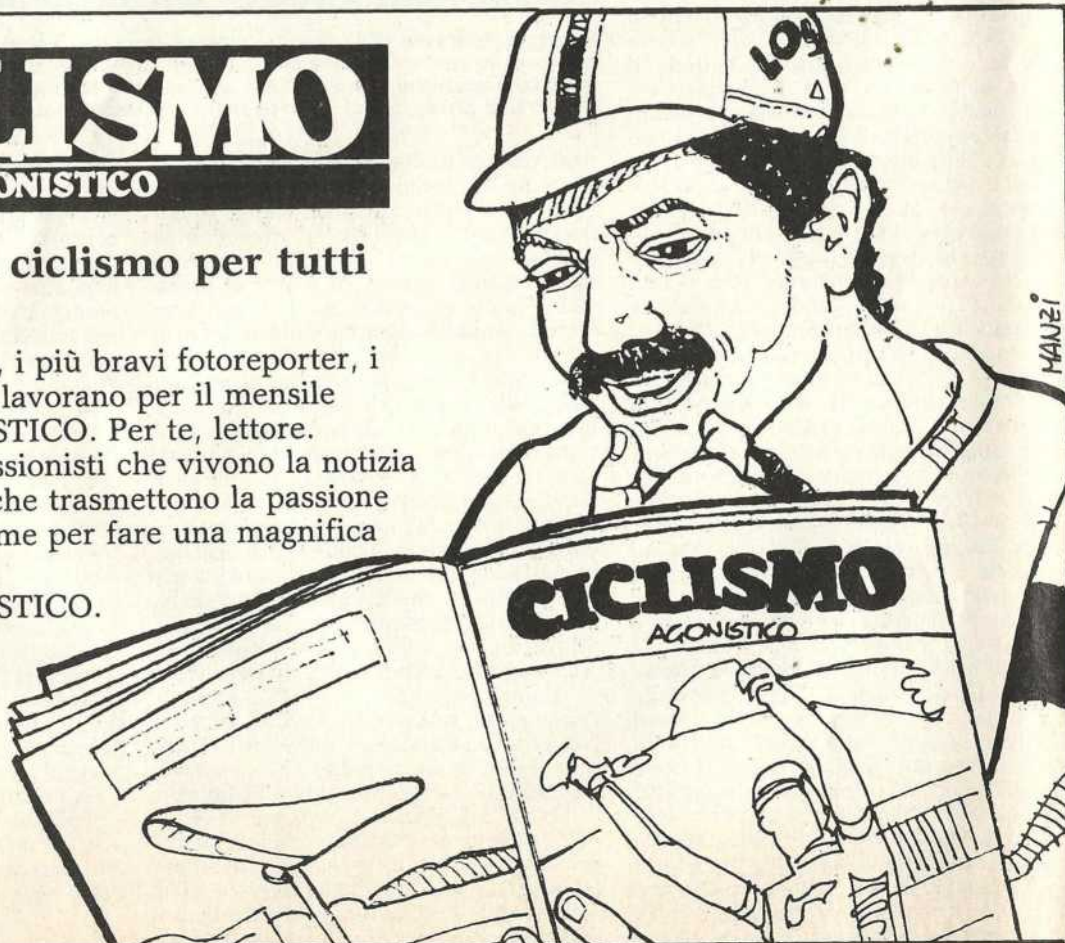 LISMO
ONISTICO
ciclismo per tutti
, i più bravi fotoreporter, i
lavorano per il mensile
STICO. Per te, lettore.
ssionisti che vivono la notizia
che trasmettono la passione
me per fare una magnifica
STICO.
LO
MANZI
CICLISMO
AGONISTICO